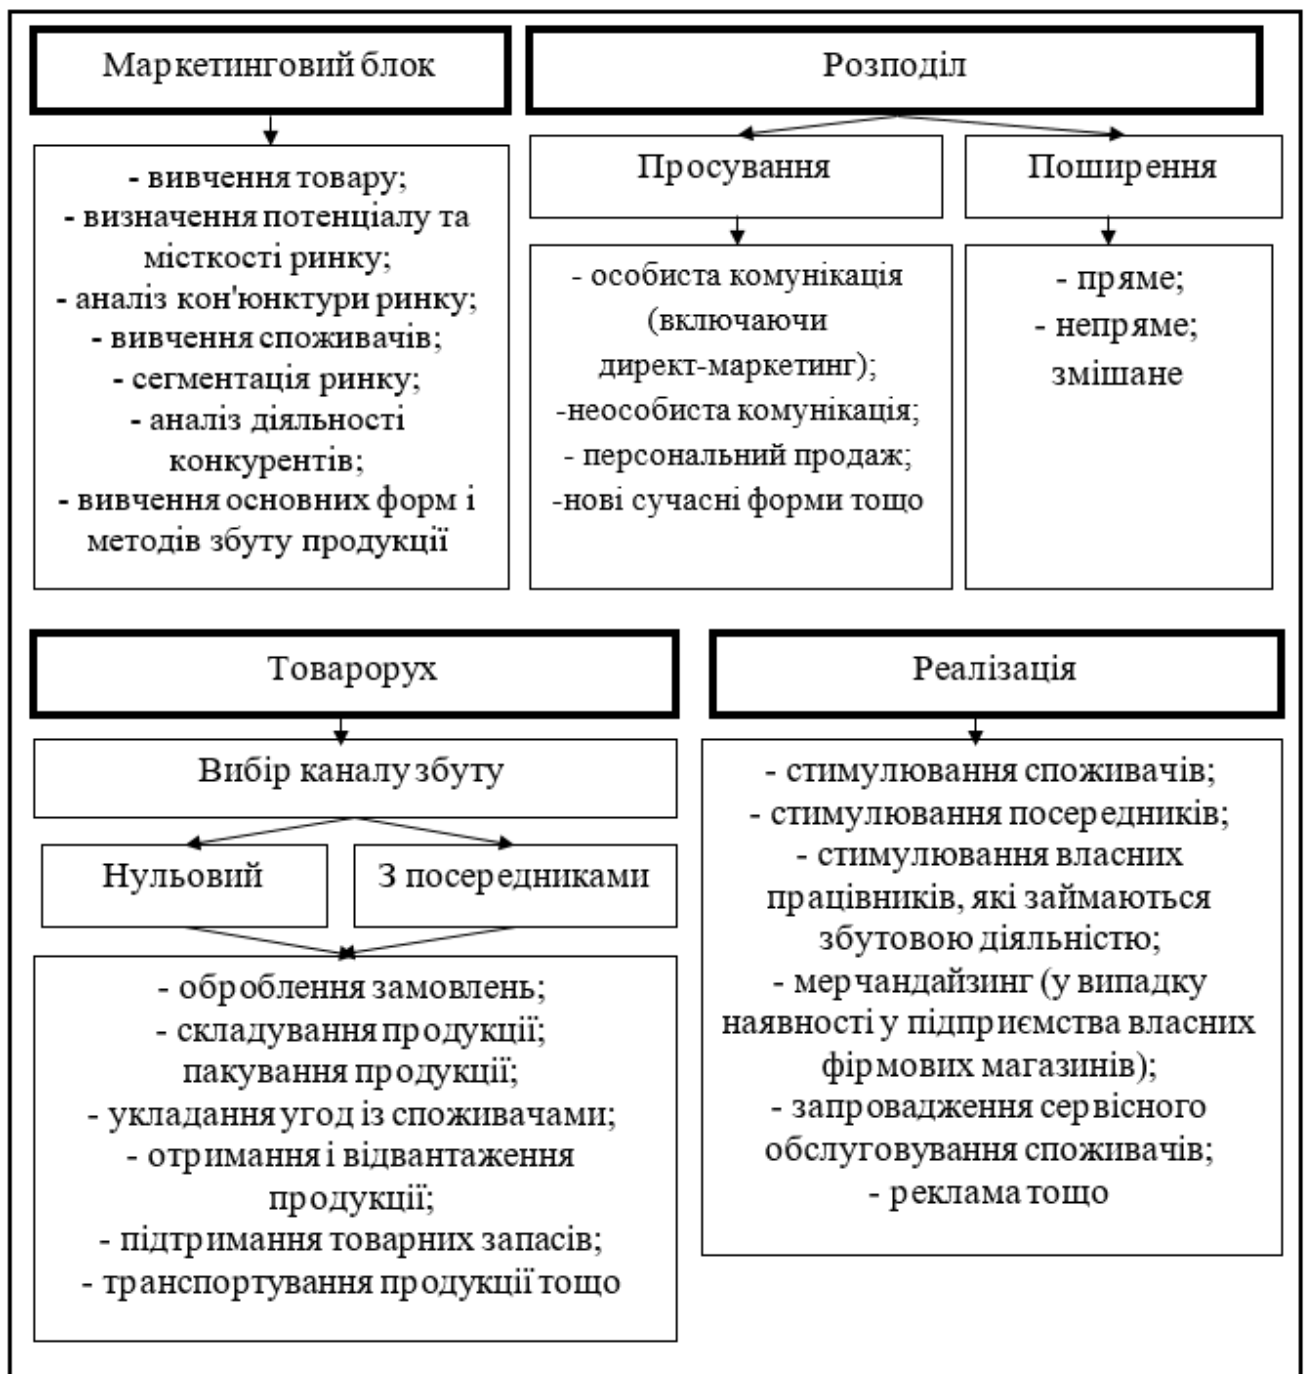 Маркетинговий блок
- вивчення товару;
- визначення потенціалу та
місткості ринку;
- аналіз кон'юнктури ринку;
- вивчення споживачів;
- сегментація ринку;
- аналіз діяльності
конкурентів;
- вивчення основних форм і
методів збуту продукції
Розподіл
Просування
- особиста комунікація
(включаючи
директ-маркетинг);
-неособиста комунікація;
- персональний продаж;
-нові сучасні форми тощо
Поширення
- пряме;
- непряме;
змішане
Товарорух
Вибір каналу збуту
Нульовий
З посередниками
- оброблення замовлень;
- складування продукції;
пакування продукції;
- укладання угод із споживачами;
- отримання і відвантаження
продукції;
- підтримання товарних запасів;
- транспортування продукції тощо
Реалізація
- стимулювання споживачів;
- стимулювання посередників;
- стимулювання власних
працівників, які займаються
збутовою діяльністю;
- мерчандайзинг (у випадку
наявності у підприємства власних
фірмових магазинів);
- запровадження сервісного
обслуговування споживачів;
- реклама тощо